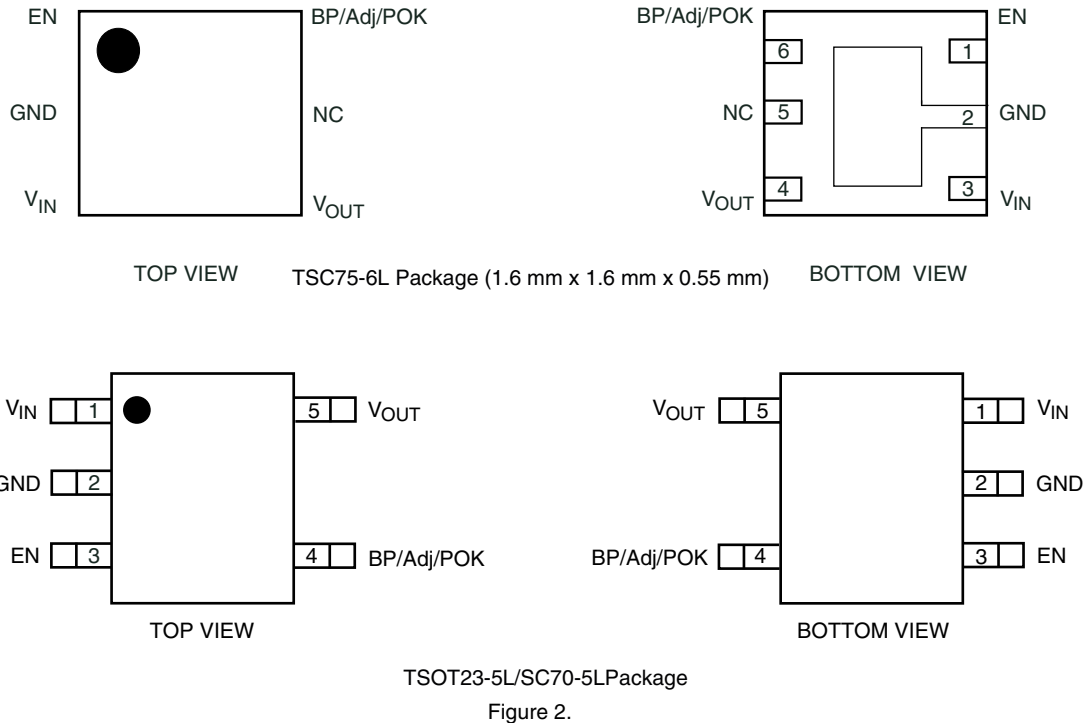 EN
BP/Adj/POK
GND
NC
VIN
VOUT
TOP VIEW
BP/Adj/POK
EN
6
1
NC
5
2
GND
VOUT
4
3
VIN
BOTTOM VIEW
TSC75-6L Package (1.6 mm x 1.6 mm x 0.55 mm)
VIN
1
5
VOUT
GND
2
EN
3
4
BP/Adj/POK
TOP VIEW
VOUT
5
1
VIN
2
GND
BP/Adj/POK
4
3
EN
BOTTOM VIEW
TSOT23-5L/SC70-5LPackage
Figure 2.